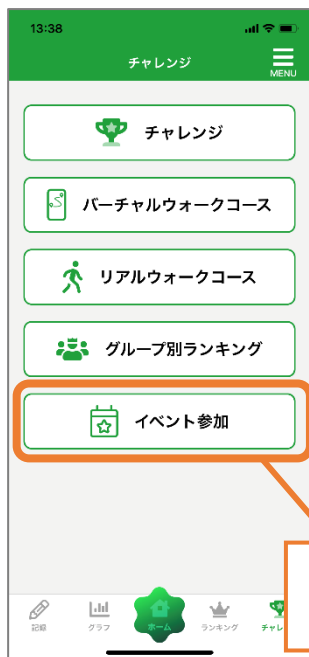 13:38
チャレンジ
MENU
チャレンジ
バーチャルウォークコース
リアルウォークコース
グループ別ランキング
イベント参加
記録 グラフ ホーム ランキング チャレ